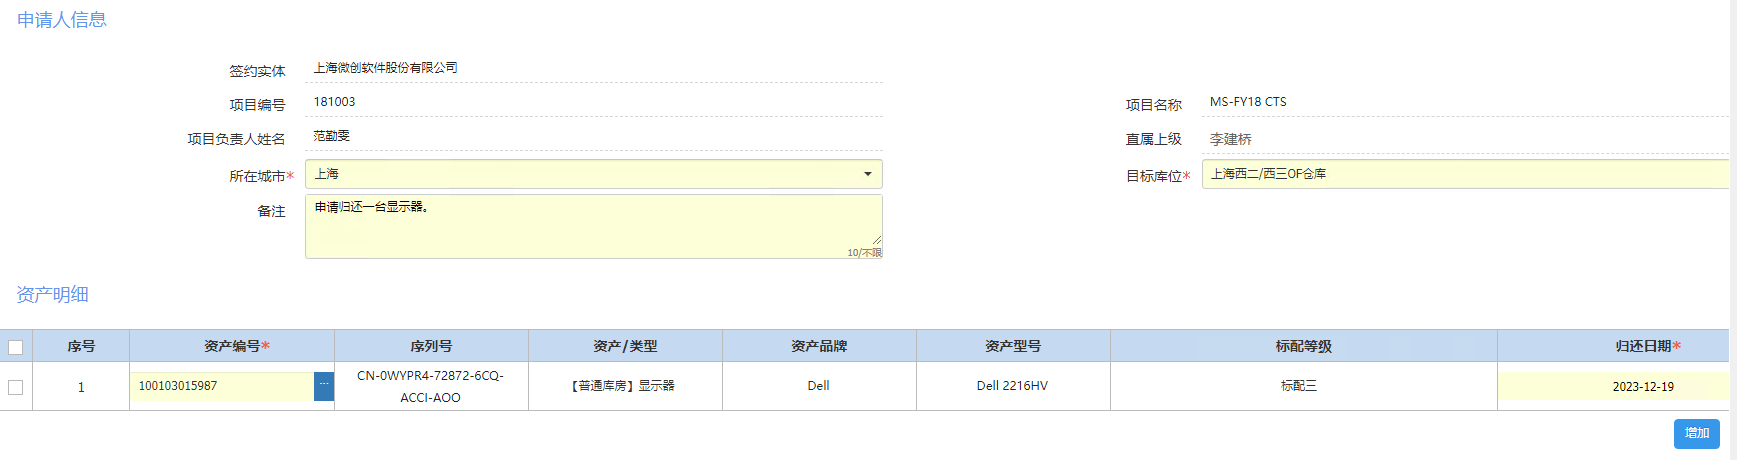 申请人信息
签约实体 上海微创软件股份有限公司
项目编号 181003 项目名称 MS-FY18 CTS
项目负责人姓名 范勤雯 直属上级 李建桥
所在城市* 上海 目标库位* 上海西二/西三OF仓库
备注 申请归还一台显示器。
10/不限
资产明细
序号 资产编号* 序列号 资产/类型 资产品牌 资产型号 标配等级 归还日期*
1 100103015987 ... CN-0WYPR4-72872-6CQ-ACCI-AOO 【普通库房】显示器 Dell Dell 2216HV 标配三 2023-12-19
增加